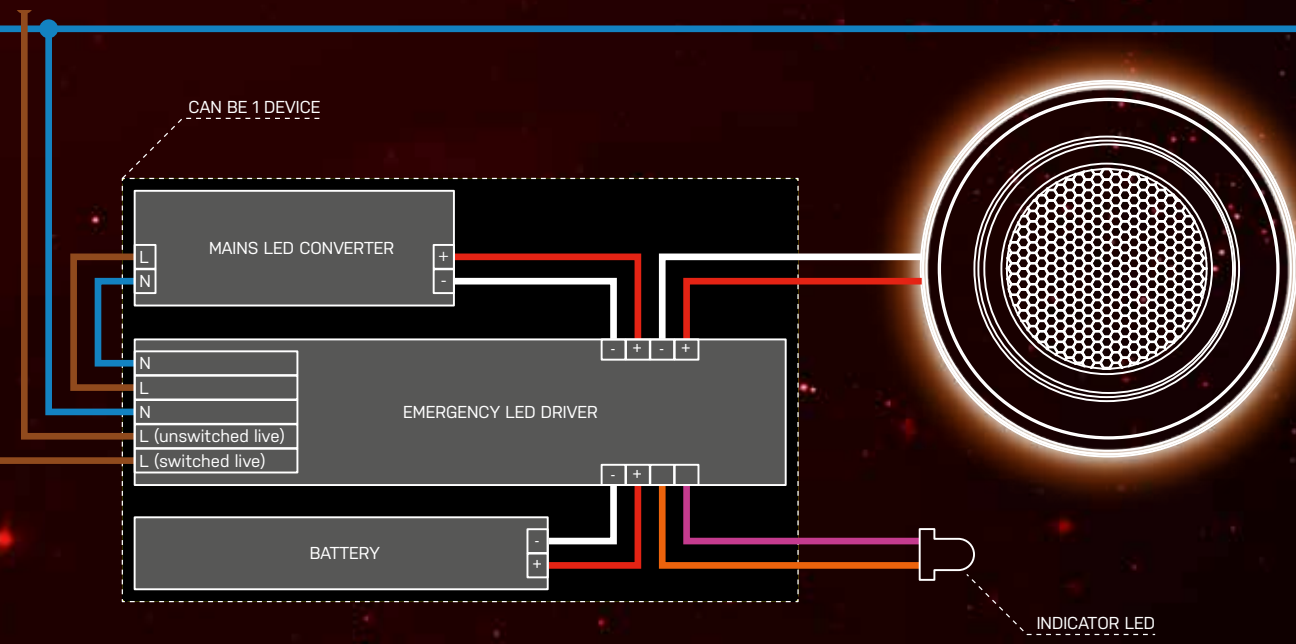 CAN BE 1 DEVICE
MAINS LED CONVERTER
L
N
+
-
- + - +
N
L
N
L (unswitched live)
L (switched live)
EMERGENCY LED DRIVER
- +
BATTERY
-
+
INDICATOR LED